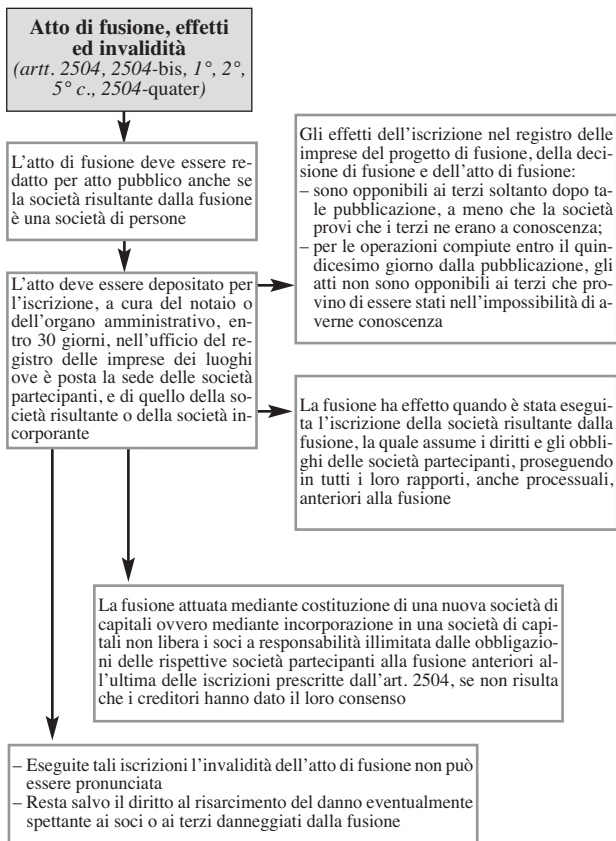 Atto di fusione, effetti
ed invalidità
(artt. 2504, 2504-bis, 1°, 2°,
5° c., 2504-quater)
L'atto di fusione deve essere re-
datto per atto pubblico anche se
la società risultante dalla fusione
è una società di persone
Gli effetti dell'iscrizione nel registro delle
imprese del progetto di fusione, della deci-
sione di fusione e dell'atto di fusione:
– sono opponibili ai terzi soltanto dopo ta-
le pubblicazione, a meno che la società
provi che i terzi ne erano a conoscenza;
– per le operazioni compiute entro il quin-
dicesimo giorno dalla pubblicazione, gli
atti non sono opponibili ai terzi che pro-
vino di essere stati nell'impossibilità di a-
verne conoscenza
L'atto deve essere depositato per
l'iscrizione, a cura del notaio o
dell'organo amministrativo, en-
tro 30 giorni, nell'ufficio del re-
gistro delle imprese dei luoghi
ove è posta la sede delle società
partecipanti, e di quello della so-
cietà risultante o della società in-
corporante
La fusione ha effetto quando è stata esegui-
ta l'iscrizione della società risultante dalla
fusione, la quale assume i diritti e gli obbli-
ghi delle società partecipanti, proseguendo
in tutti i loro rapporti, anche processuali,
anteriori alla fusione
La fusione attuata mediante costituzione di una nuova società di
capitali ovvero mediante incorporazione in una società di capi-
tali non libera i soci a responsabilità illimitata dalle obbligazio-
ni delle rispettive società partecipanti alla fusione anteriori al-
l'ultima delle iscrizioni prescritte dall'art. 2504, se non risulta
che i creditori hanno dato il loro consenso
– Eseguite tali iscrizioni l'invalidità dell'atto di fusione non può
essere pronunciata
– Resta salvo il diritto al risarcimento del danno eventualmente
spettante ai soci o ai terzi danneggiati dalla fusione